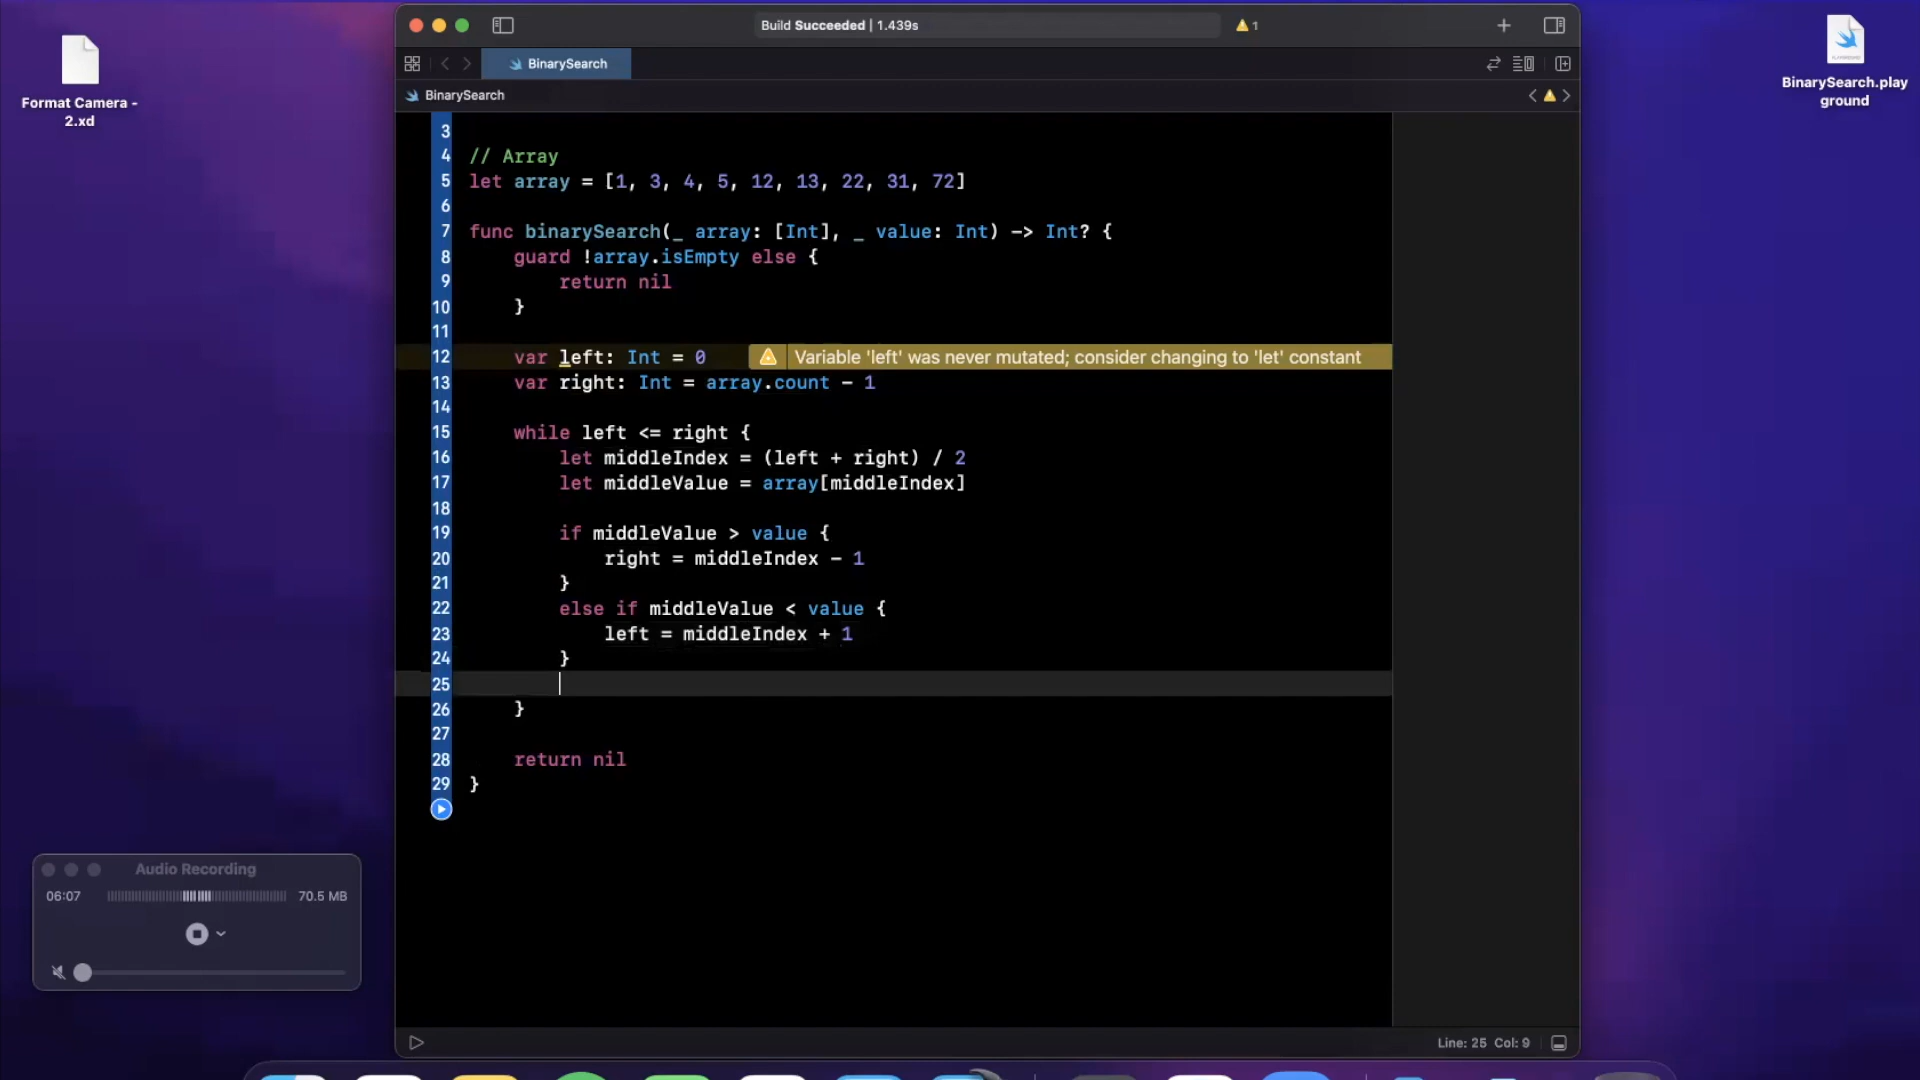 Build Succeeded | 1.439s
1
BinarySearch
BinarySearch
3
4 // Array
5 let array = [1, 3, 4, 5, 12, 13, 22, 31, 72]
6
7 func binarySearch(_ array: [Int], _ value: Int) -> Int? {
8 guard !array.isEmpty else {
9 return nil
10 }
11
12 var left: Int = 0 Variable 'left' was never mutated; consider changing to 'let' constant
13 var right: Int = array.count - 1
14
15 while left <= right {
16 let middleIndex = (left + right) / 2
17 let middleValue = array[middleIndex]
18
19 if middleValue > value {
20 right = middleIndex - 1
21 }
22 else if middleValue < value {
23 left = middleIndex + 1
24 }
25
26 }
27
28 return nil
29 }
Line: 25 Col: 9
Format Camera -
2.xd
BinarySearch.play
ground
Audio Recording
06:07 70.5 MB